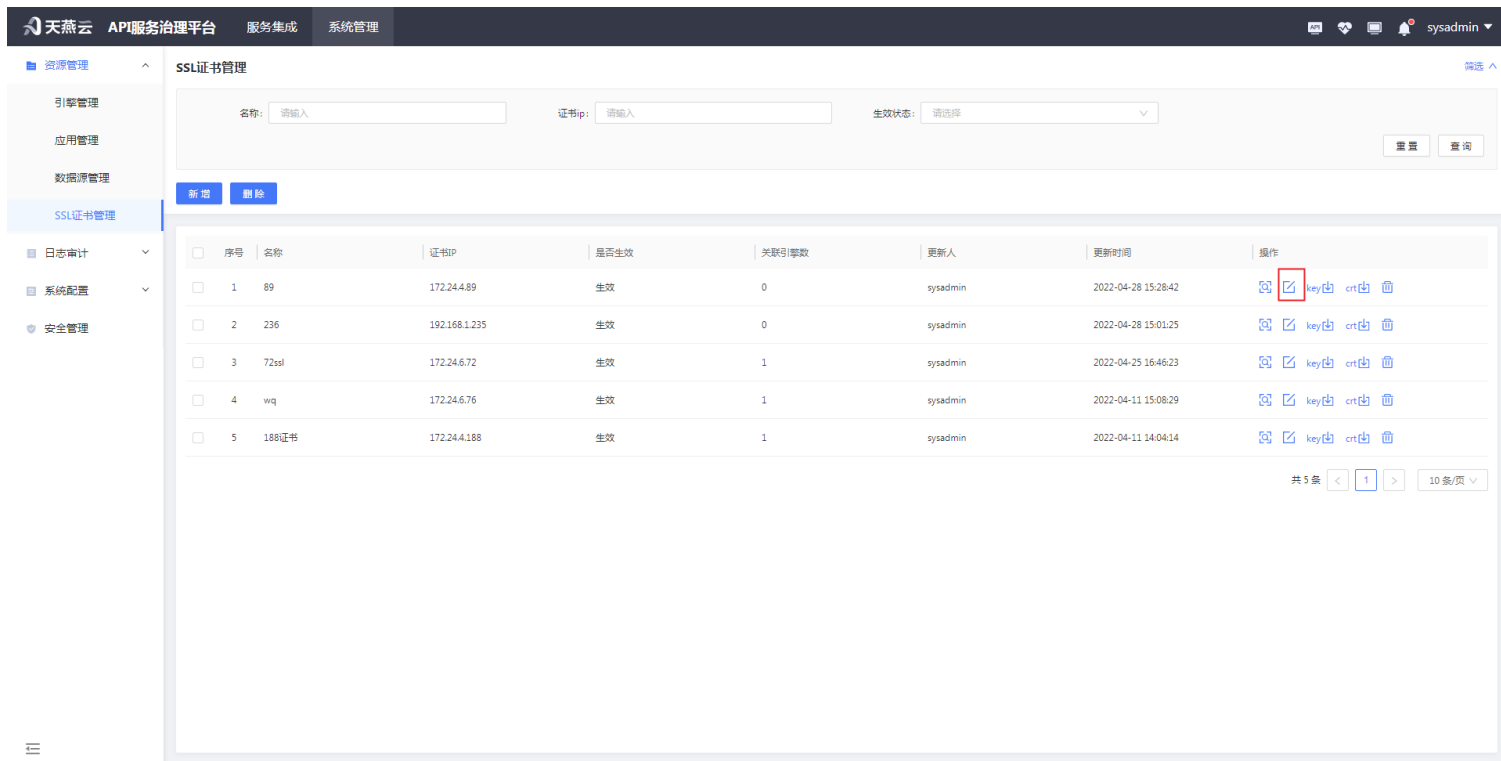 天燕云 API服务治理平台 服务集成 系统管理 API sysadmin
资源管理
引擎管理
应用管理
数据源管理
SSL证书管理
日志审计
系统配置
安全管理
SSL证书管理 筛选
名称: 请输入 证书ip: 请输入 生效状态: 请选择
重置 查询
新增 删除
序号 名称 证书IP 是否生效 关联引擎数 更新人 更新时间 操作
1 89 172.24.4.89 生效 0 sysadmin 2022-04-28 15:28:42 key crt
2 236 192.168.1.235 生效 0 sysadmin 2022-04-28 15:01:25 key crt
3 72ssl 172.24.6.72 生效 1 sysadmin 2022-04-25 16:46:23 key crt
4 wq 172.24.6.76 生效 1 sysadmin 2022-04-11 15:08:29 key crt
5 188证书 172.24.4.188 生效 1 sysadmin 2022-04-11 14:04:14 key crt
共 5 条 < 1 > 10 条/页